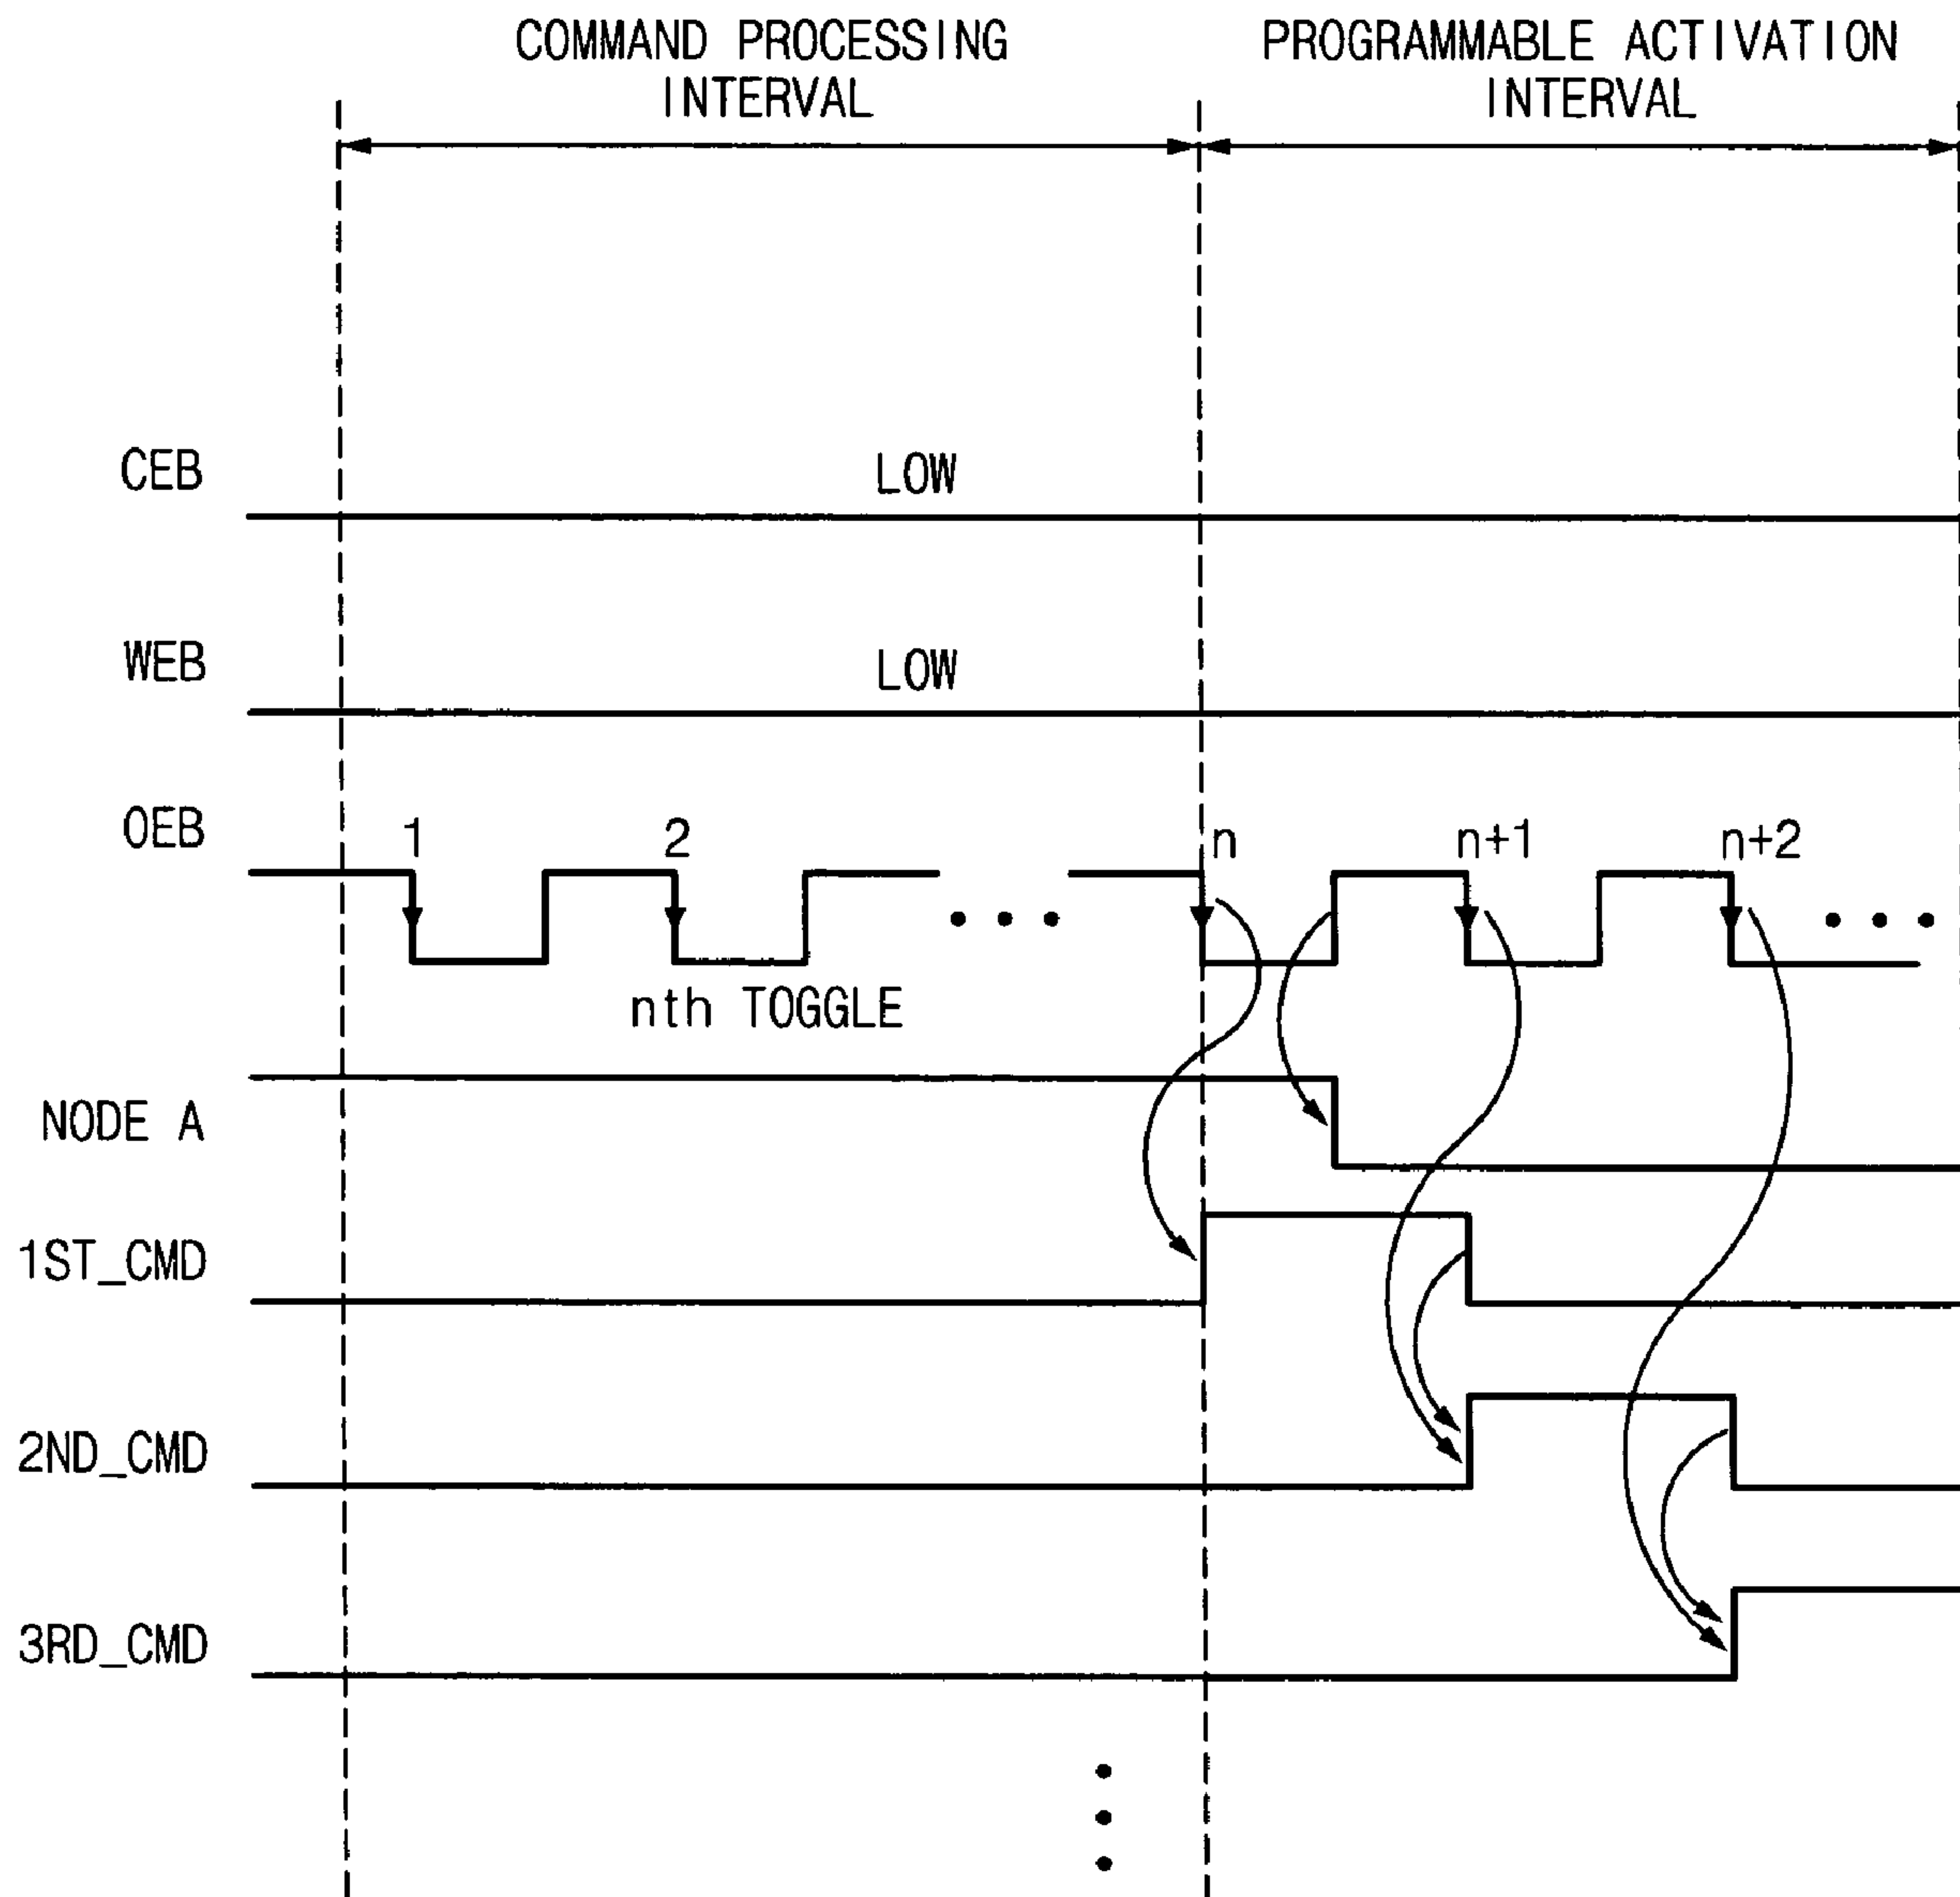 COMMAND PROCESSING
INTERVAL
PROGRAMMABLE ACTIVATION
INTERVAL
CEB
LOW
WEB
LOW
OEB
1
2
n
n+1
n+2
nth TOGGLE
NODE A
1ST_CMD
2ND_CMD
3RD_CMD